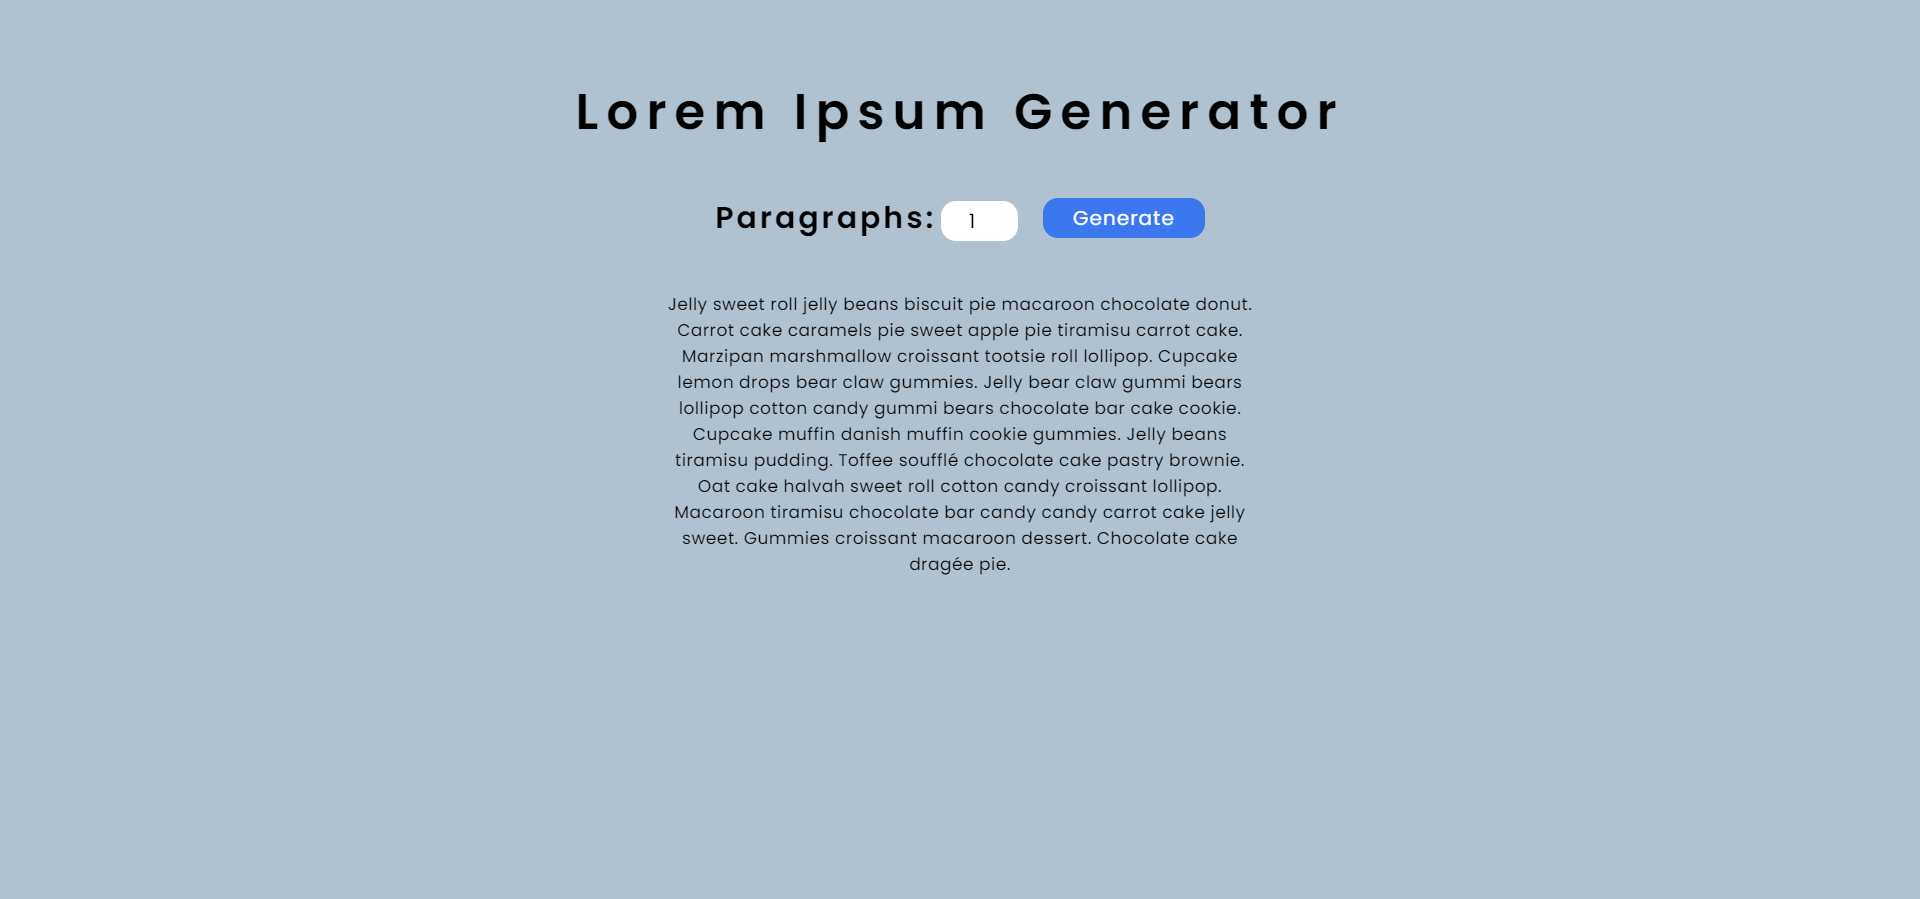 Lorem Ipsum Generator
Paragraphs: 1 Generate
Jelly sweet roll jelly beans biscuit pie macaroon chocolate donut.
Carrot cake caramels pie sweet apple pie tiramisu carrot cake.
Marzipan marshmallow croissant tootsie roll lollipop. Cupcake
lemon drops bear claw gummies. Jelly bear claw gummi bears
lollipop cotton candy gummi bears chocolate bar cake cookie.
Cupcake muffin danish muffin cookie gummies. Jelly beans
tiramisu pudding. Toffee soufflé chocolate cake pastry brownie.
Oat cake halvah sweet roll cotton candy croissant lollipop.
Macaroon tiramisu chocolate bar candy candy carrot cake jelly
sweet. Gummies croissant macaroon dessert. Chocolate cake
dragée pie.